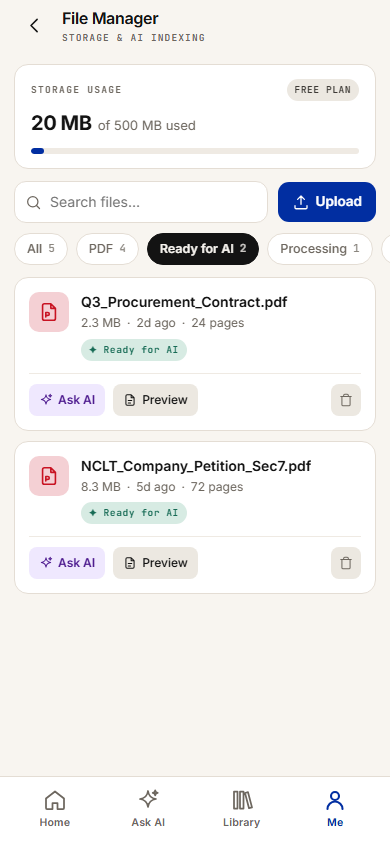 File Manager
STORAGE & AI INDEXING
STORAGE USAGE
FREE PLAN
20 MB of 500 MB used
Search files...
Upload
All 5
PDF 4
Ready for AI 2
Processing 1
Q3_Procurement_Contract.pdf
2.3 MB · 2d ago · 24 pages
Ready for AI
Ask AI
Preview
NCLT_Company_Petition_Sec7.pdf
8.3 MB · 5d ago · 72 pages
Ready for AI
Ask AI
Preview
Home
Ask AI
Library
Me